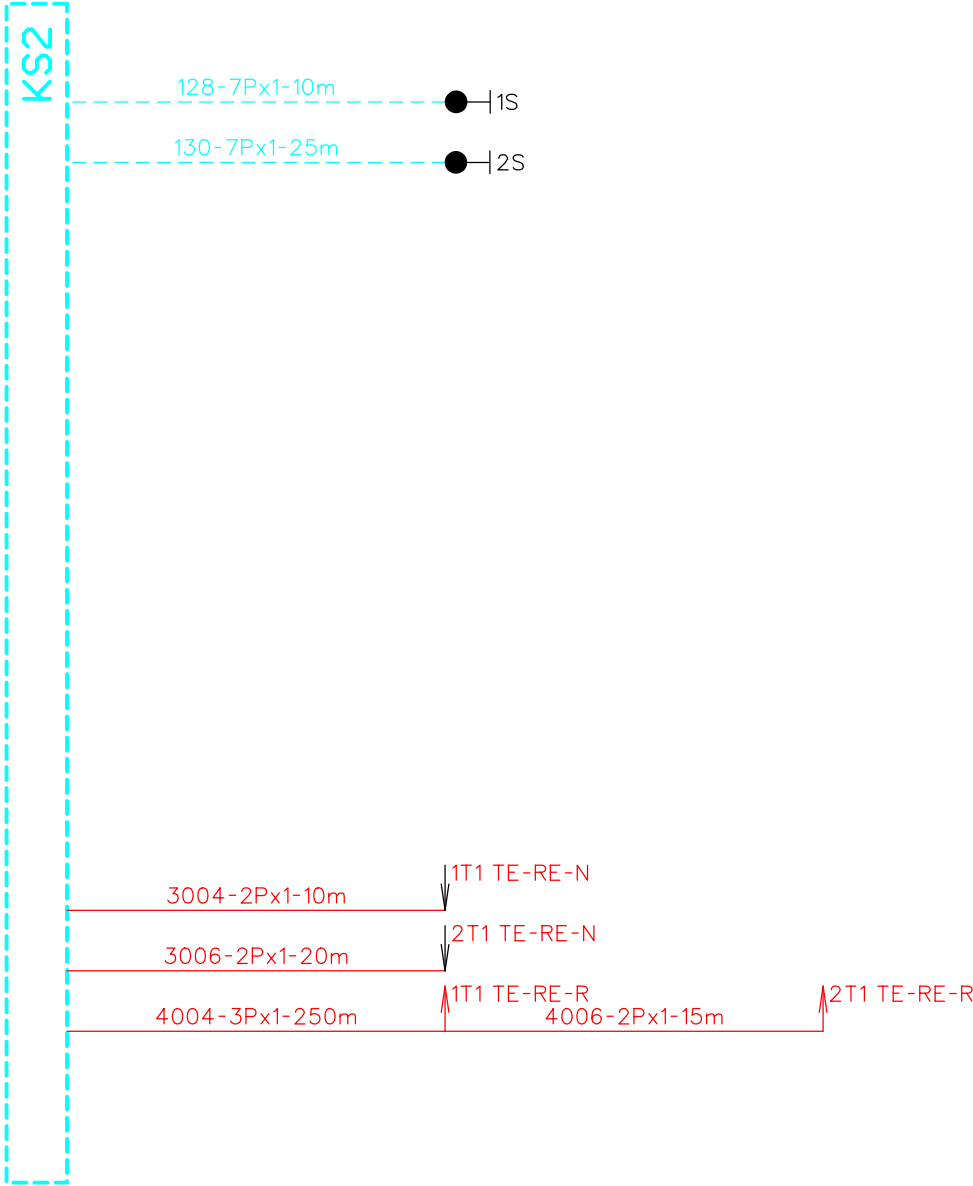 KS2
128-7Px1-10m
1S
130-7Px1-25m
2S
1T1 TE-RE-N
3004-2Px1-10m
2T1 TE-RE-N
3006-2Px1-20m
1T1 TE-RE-R
2T1 TE-RE-R
4004-3Px1-250m
4006-2Px1-15m